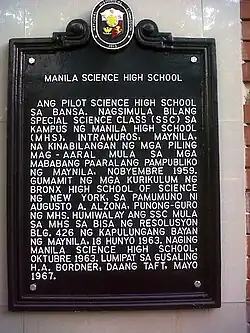 MANILA SCIENCE HIGH SCHOOL
ANG PILOT SCIENCE HIGH SCHOOL
SA BANSA. NAGSIMULA BILANG
SPECIAL SCIENCE CLASS (SSC) SA
KAMPUS NG MANILA HIGH SCHOOL
(MHS), INTRAMUROS, MAYNILA,
NA KINABILANGAN NG MGA PILING
MAG-AARAL MULA SA MGA
MABABANG PAARALANG PAMPUBLIKO
NG MAYNILA, NOBYEMBRE 1959.
GUMAMIT NG MGA KURIKULUM NG
BRONX HIGH SCHOOL OF SCIENCE
NG NEW YORK, SA PAMUMUNO NI
AUGUSTO A. ALZONA, PUNONG-GURO
NG MHS. HUMIWALAY ANG SSC MULA
SA MHS SA BISA NG RESOLUSYON
BLG. 426 NG KAPULUNGANG BAYAN
NG MAYNILA, 18 HUNYO 1963. NAGING
MANILA SCIENCE HIGH SCHOOL,
OKTUBRE 1963. LUMIPAT SA GUSALING
H.A. BORDNER, DAANG TAFT, MAYO
1967.